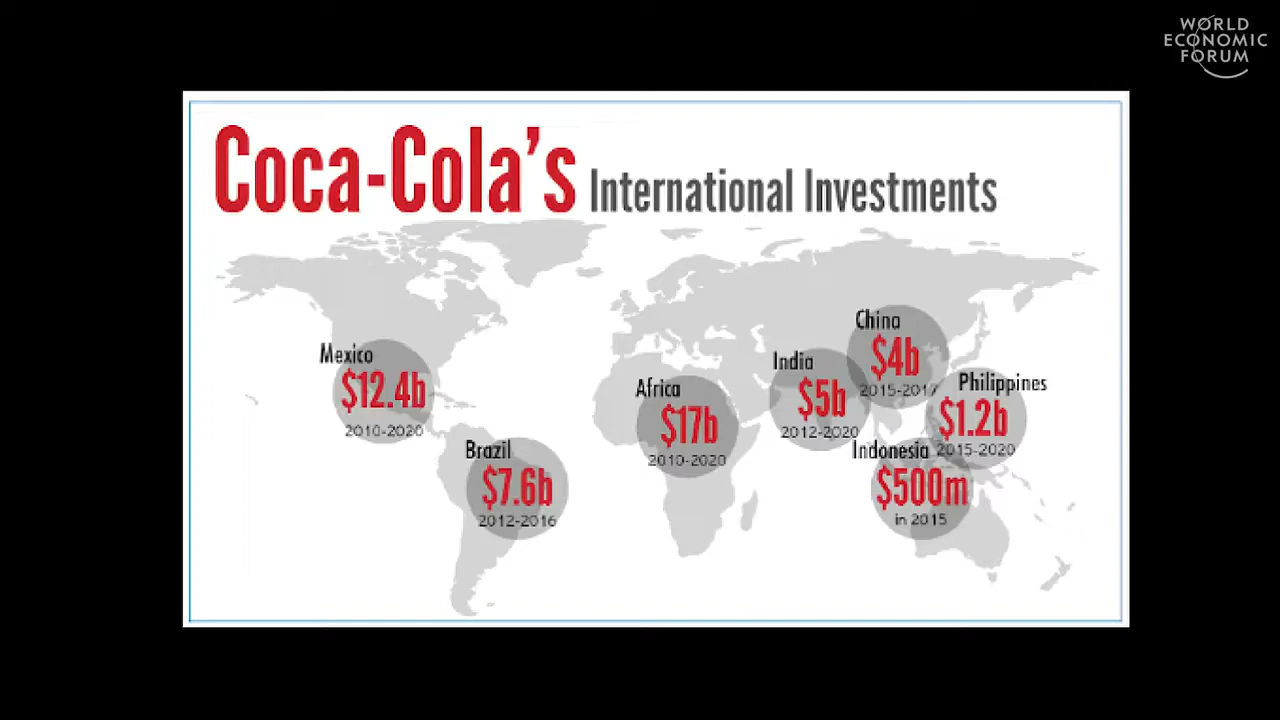 WORLD
ECONOMIC
FORUM
Coca-Cola's International Investments
Mexico
$12.4b
2010-2020
Brazil
$7.6b
2012-2016
Africa
$17b
2010-2020
India
$5b
2012-2020
China
$4b
2015-2017
Philippines
$1.2b
2015-2020
Indonesia
$500m
in 2015